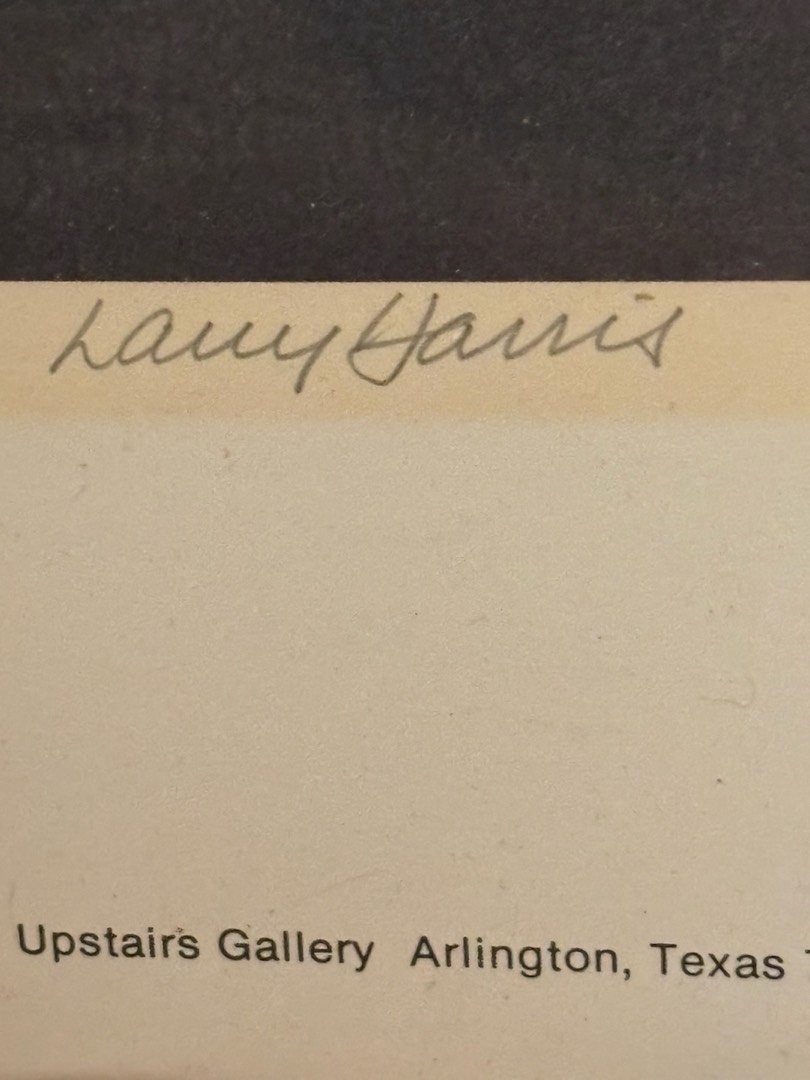 Larry Harris
Upstairs Gallery Arlington, Texas